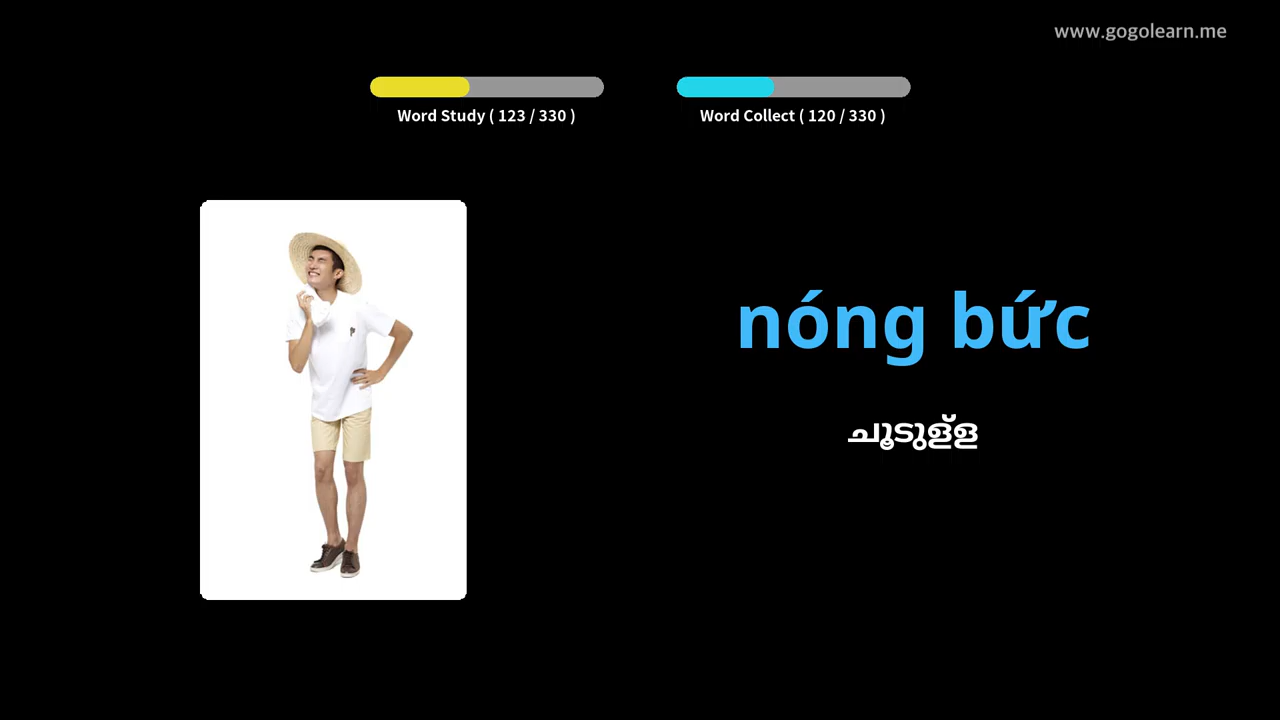 www.gogolearn.me
Word Study ( 123 / 330 )
Word Collect ( 120 / 330 )
nóng bức
ചൂടുള്ള